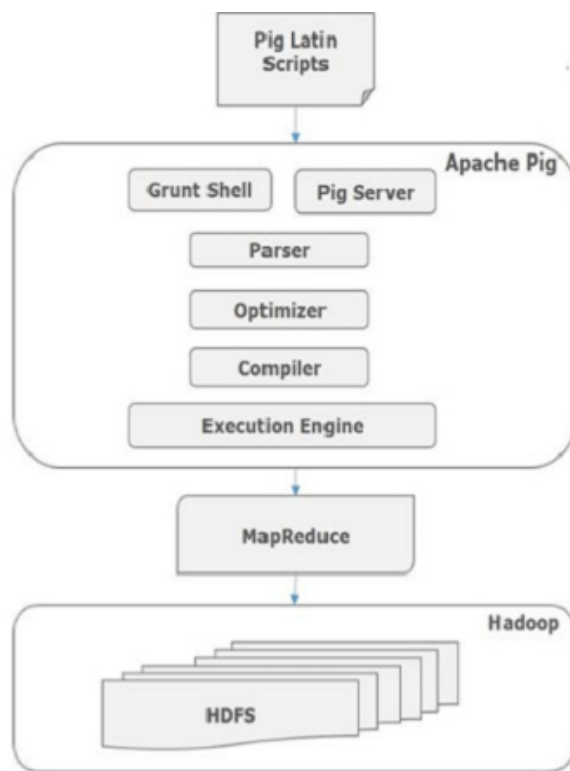 Pig Latin
Scripts
Apache Pig
Grunt Shell
Pig Server
Parser
Optimizer
Compiler
Execution Engine
MapReduce
Hadoop
HDFS